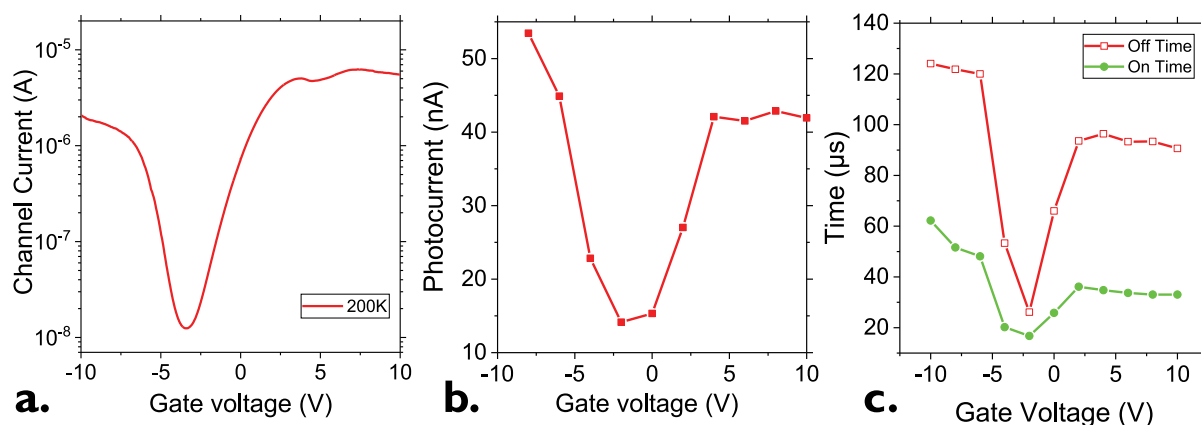 10⁻⁵
10⁻⁶
10⁻⁷
10⁻⁸
Channel Current (A)
200K
-10 -5 0 5 10
Gate voltage (V)
a.
50
40
30
20
10
Photocurrent (nA)
-10 -5 0 5 10
Gate voltage (V)
b.
140
120
100
80
60
40
20
Time (µs)
Off Time
On Time
-10 -5 0 5 10
Gate Voltage (V)
c.